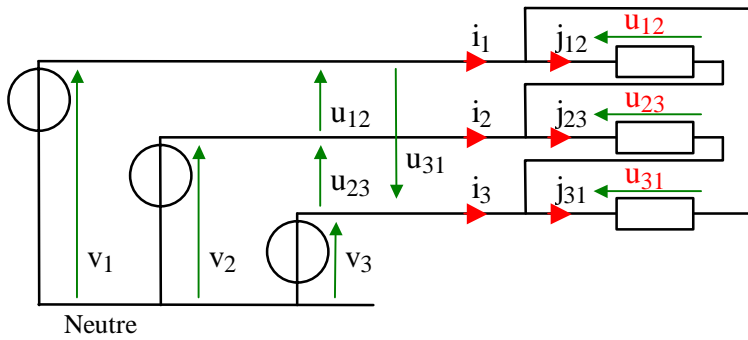 i₁ j₁₂ u₁₂
u₁₂ i₂ j₂₃ u₂₃
u₂₃ u₃₁ i₃ j₃₁ u₃₁
v₁ v₂ v₃
Neutre